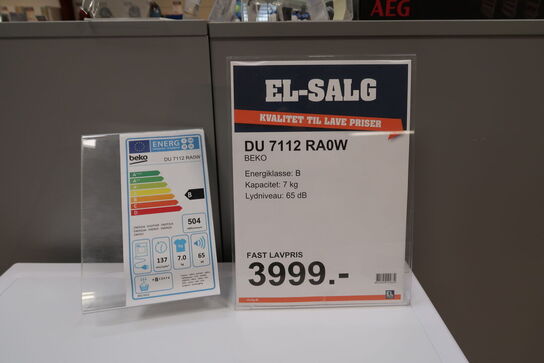 AEG
EL-SALG
KVALITET TIL LAVE PRISER
DU 7112 RA0W
BEKO
Energiklasse: B
Kapacitet: 7 kg
Lydniveau: 65 dB
FAST LAVPRIS
3999.-
ENERG
beko
DU 7112 RA0W
B
504
137
7.0
65